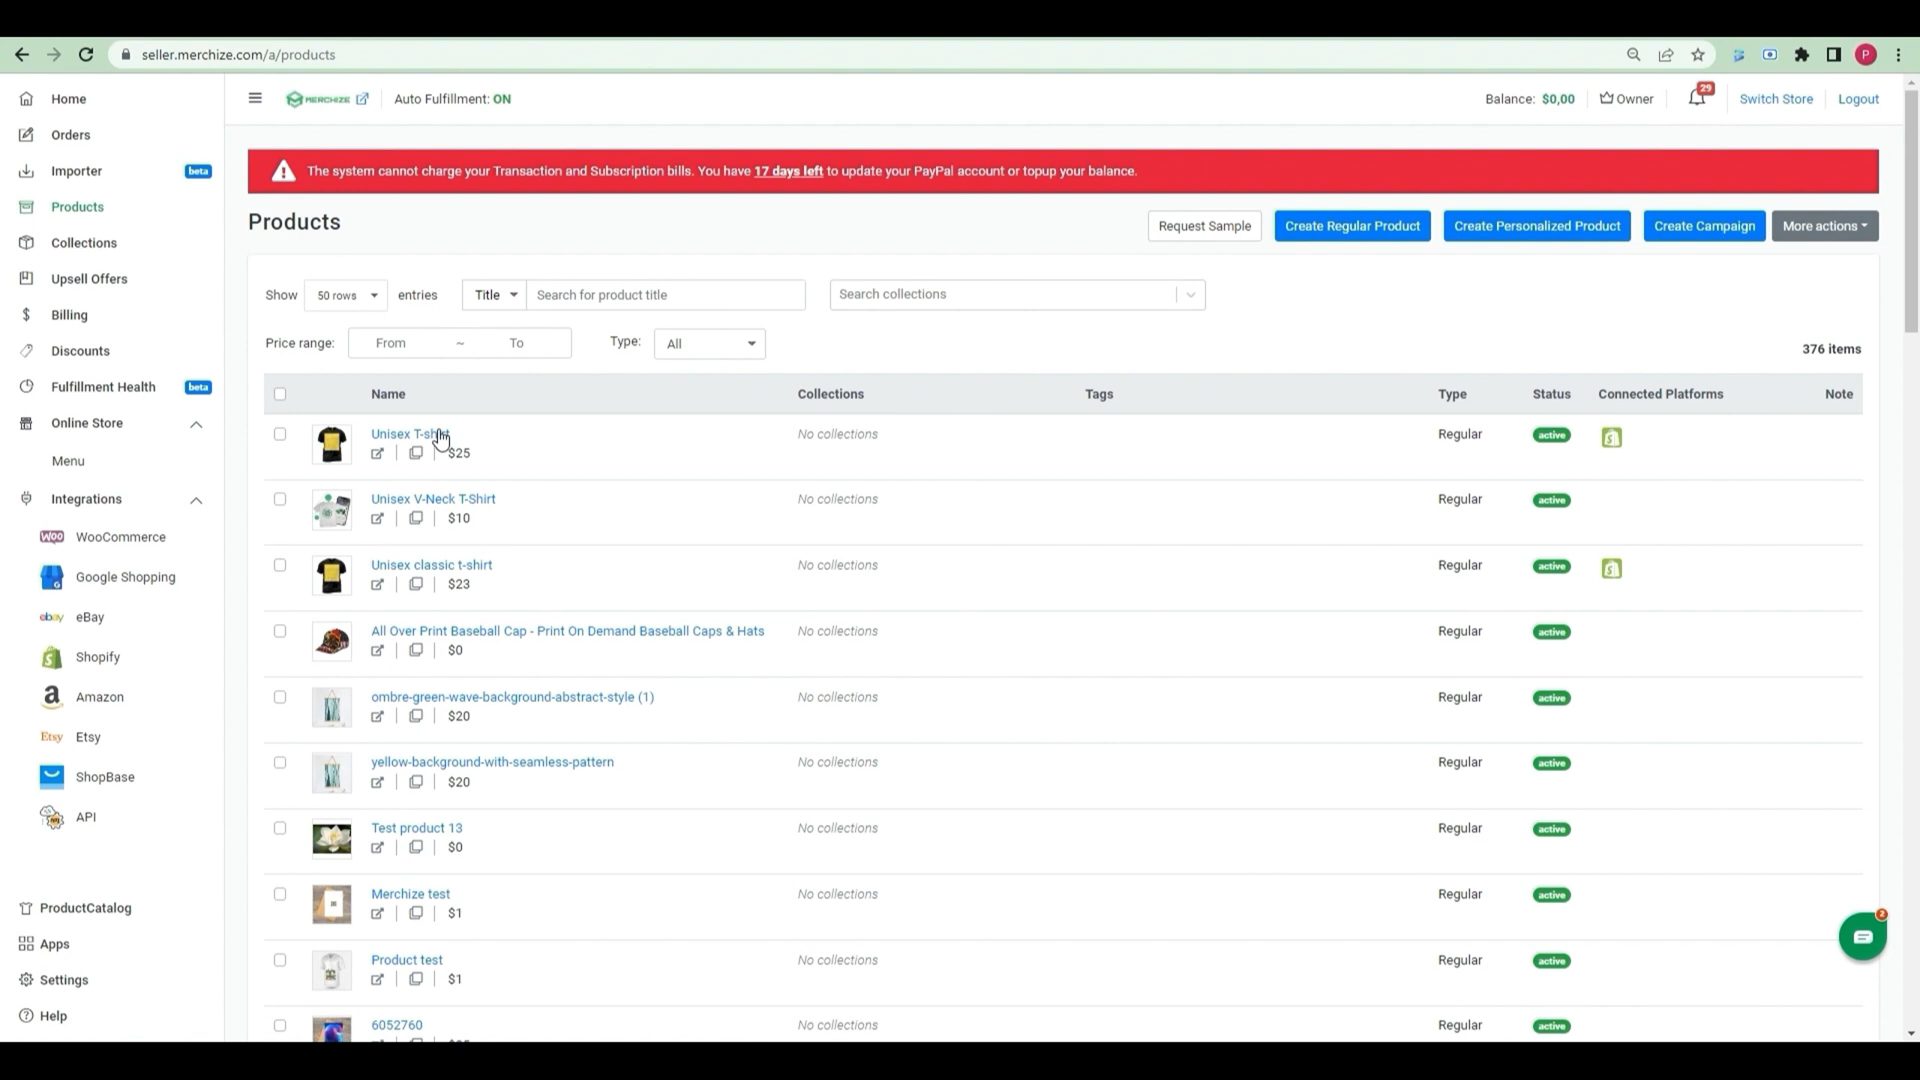 seller.merchize.com/a/products
P
Home
Orders
Importer beta
Products
Collections
Upsell Offers
Billing
Discounts
Fulfillment Health beta
Online Store
Menu
Integrations
WOO WooCommerce
Google Shopping
ebay eBay
Shopify
a Amazon
Etsy Etsy
ShopBase
API
ProductCatalog
Apps
Settings
Help
MERCHIZE Auto Fulfillment: ON
Balance: $0,00 Owner 29 Switch Store Logout
The system cannot charge your Transaction and Subscription bills. You have 17 days left to update your PayPal account or topup your balance.
Products
Request Sample Create Regular Product Create Personalized Product Create Campaign More actions
Show 50 rows entries Title Search for product title Search collections
Price range: From ~ To Type: All
376 items
Name Collections Tags Type Status Connected Platforms Note
Unisex T-shirt No collections Regular active
$25
Unisex V-Neck T-Shirt No collections Regular active
$10
Unisex classic t-shirt No collections Regular active
$23
All Over Print Baseball Cap - Print On Demand Baseball Caps & Hats No collections Regular active
$0
ombre-green-wave-background-abstract-style (1) No collections Regular active
$20
yellow-background-with-seamless-pattern No collections Regular active
$20
Test product 13 No collections Regular active
$0
Merchize test No collections Regular active
$1
Product test No collections Regular active
$1
6052760 No collections Regular active
2